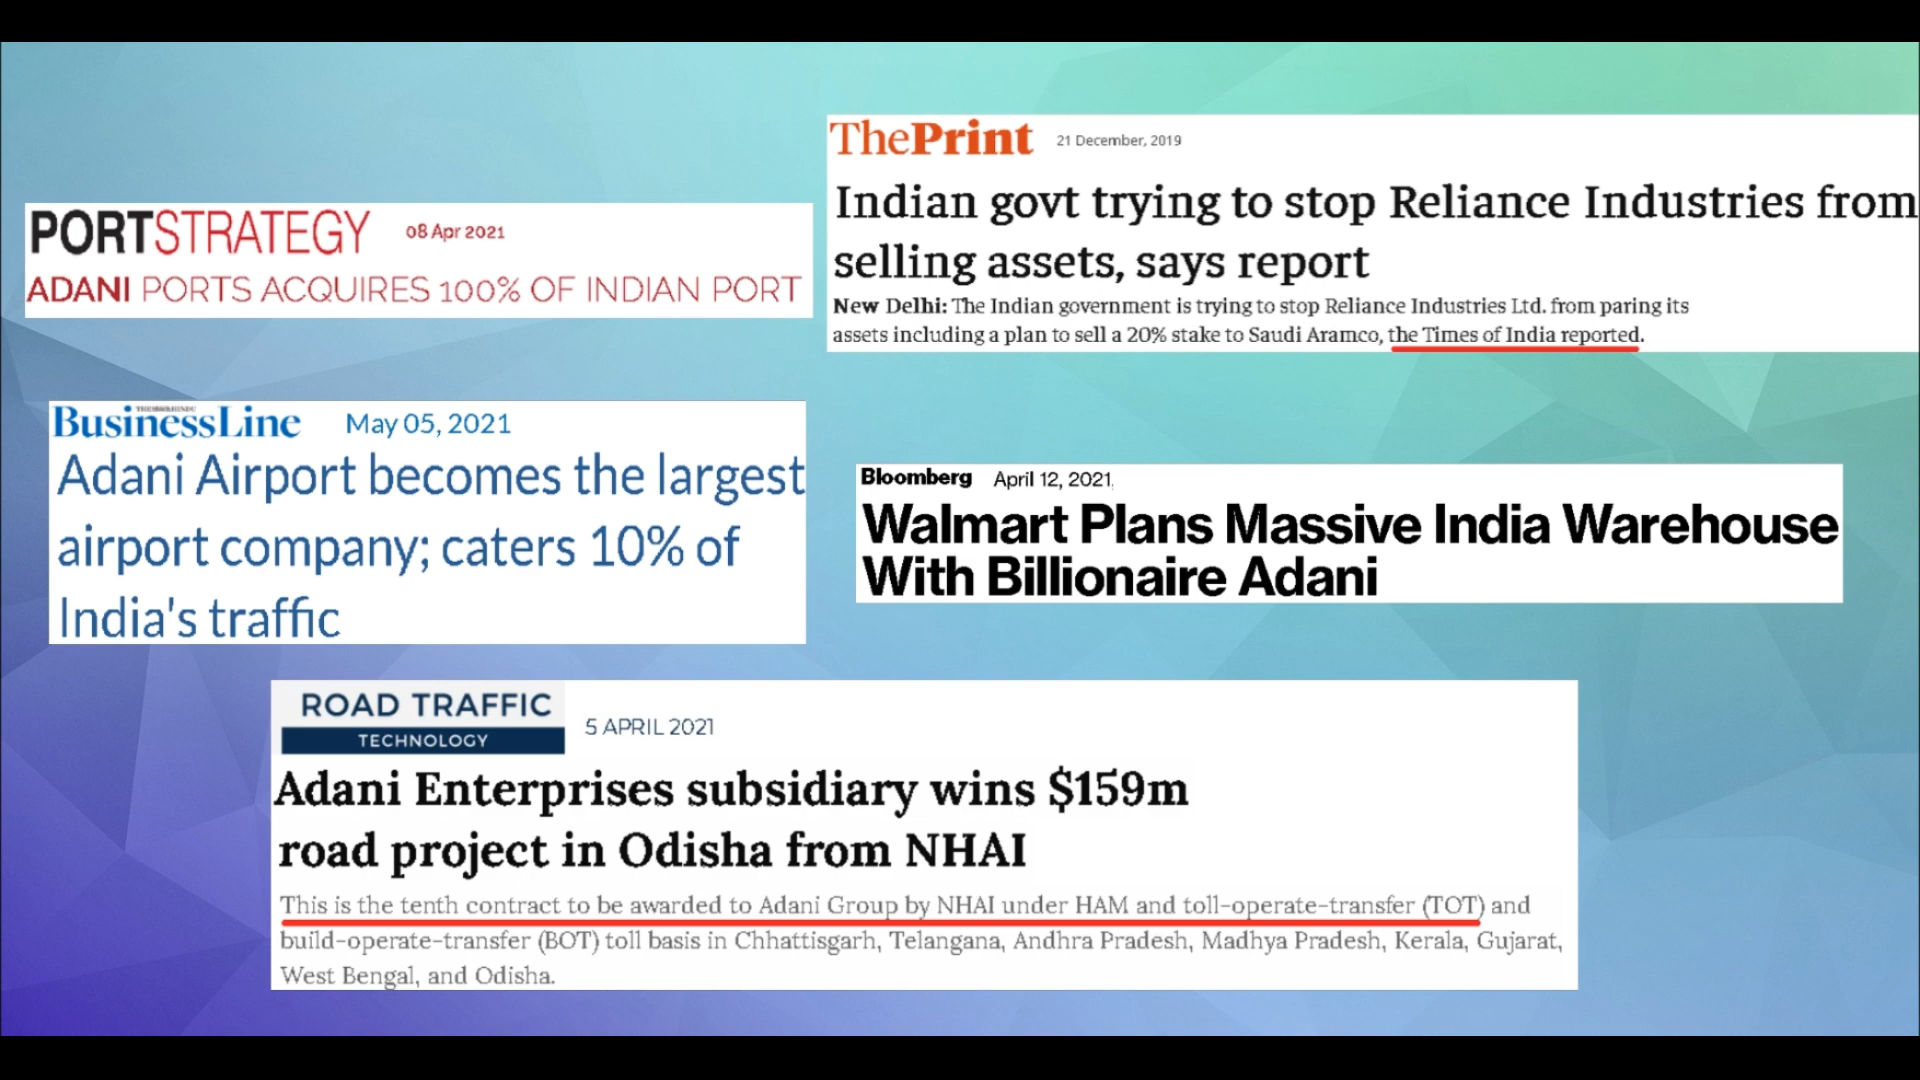 PORTSTRATEGY 08 Apr 2021
ADANI PORTS ACQUIRES 100% OF INDIAN PORT
ThePrint 21 December, 2019
Indian govt trying to stop Reliance Industries from
selling assets, says report
New Delhi: The Indian government is trying to stop Reliance Industries Ltd. from paring its
assets including a plan to sell a 20% stake to Saudi Aramco, the Times of India reported.
BusinessLine May 05, 2021
Adani Airport becomes the largest
airport company; caters 10% of
India's traffic
Bloomberg April 12, 2021
Walmart Plans Massive India Warehouse
With Billionaire Adani
ROAD TRAFFIC
TECHNOLOGY
5 APRIL 2021
Adani Enterprises subsidiary wins $159m
road project in Odisha from NHAI
This is the tenth contract to be awarded to Adani Group by NHAI under HAM and toll-operate-transfer (TOT) and
build-operate-transfer (BOT) toll basis in Chhattisgarh, Telangana, Andhra Pradesh, Madhya Pradesh, Kerala, Gujarat,
West Bengal, and Odisha.